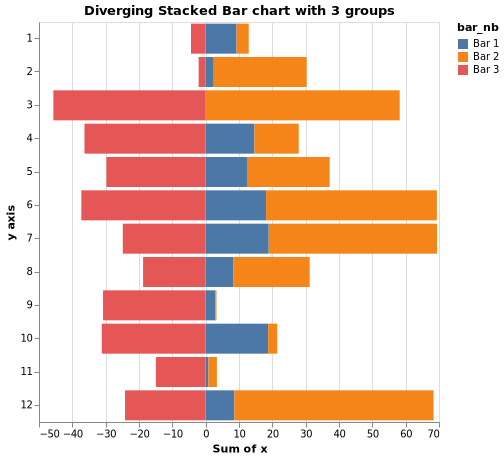 Diverging Stacked Bar chart with 3 groups
bar_nb
Bar 1
Bar 2
Bar 3
y axis
1
2
3
4
5
6
7
8
9
10
11
12
−50 −40 −30 −20 −10 0 10 20 30 40 50 60 70
Sum of x